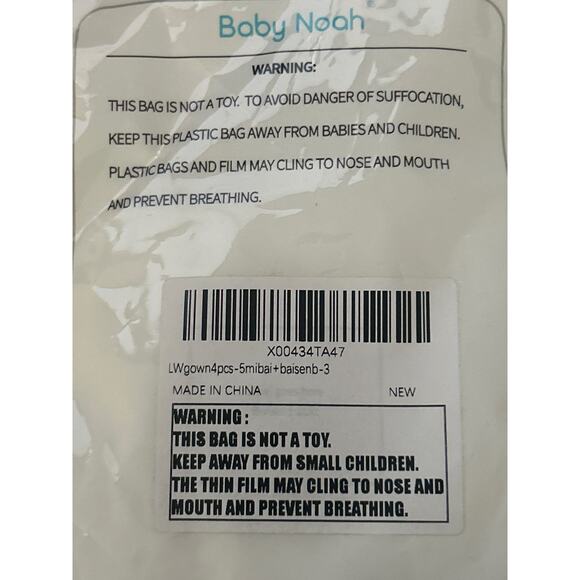 Baby Noah
WARNING:
THIS BAG IS NOT A TOY. TO AVOID DANGER OF SUFFOCATION,
KEEP THIS PLASTIC BAG AWAY FROM BABIES AND CHILDREN.
PLASTIC BAGS AND FILM MAY CLING TO NOSE AND MOUTH
AND PREVENT BREATHING.
X00434TA47
LWgown4pcs-5mibai+baisenb-3
MADE IN CHINA NEW
WARNING :
THIS BAG IS NOT A TOY.
KEEP AWAY FROM SMALL CHILDREN.
THE THIN FILM MAY CLING TO NOSE AND
MOUTH AND PREVENT BREATHING.